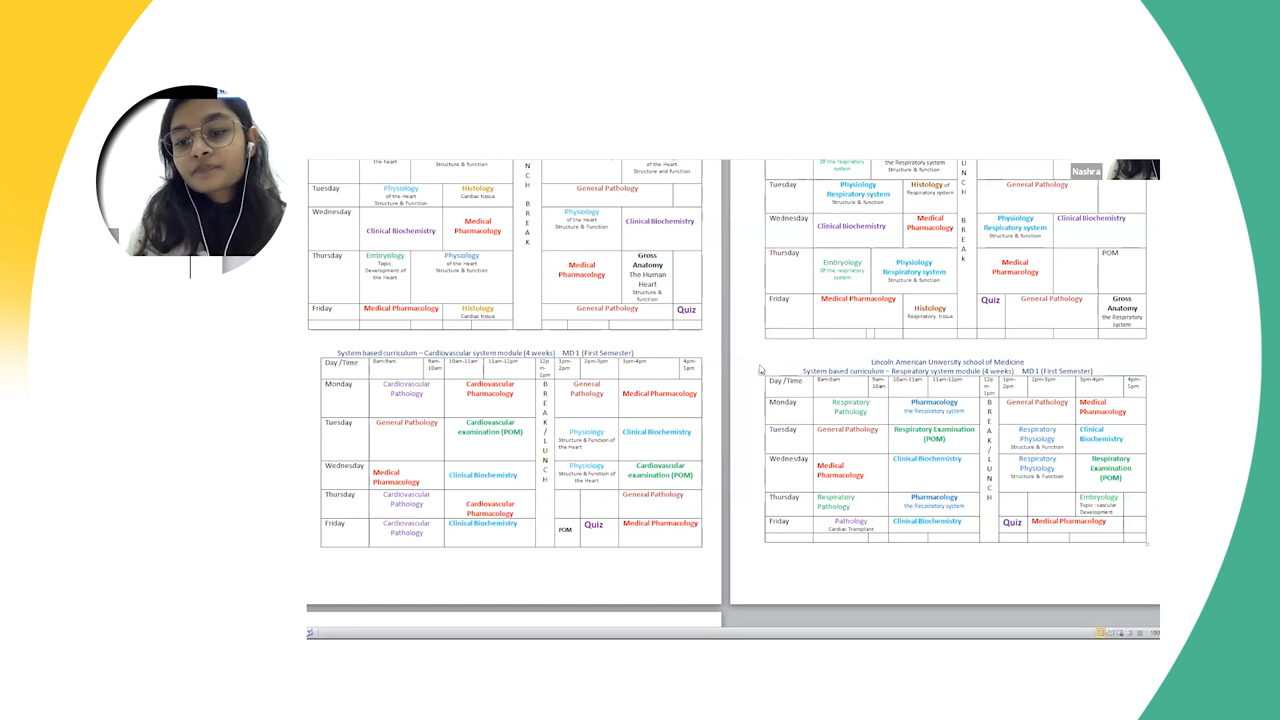 the heart
Structure & function
of the Heart
Structure and function
N
C
H
B
R
E
A
K
Tuesday
Physiology
of the Heart
Structure & Function
Histology
Cardiac tissue
General Pathology
Wednesday
Clinical Biochemistry
Medical
Pharmacology
Physiology
of the Heart
Structure & Function
Clinical Biochemistry
Thursday
Embryology
Topic:
Development of
the Heart
Physiology
of the Heart
Structure & function
Medical
Pharmacology
Gross
Anatomy
The Human
Heart
Structure &
function
Friday
Medical Pharmacology
Histology
Cardiac tissue
General Pathology
Quiz
System based curriculum – Cardiovascular system module (4 weeks) MD 1 (First Semester)
Day /Time
8am-9am
9am-
10am
10am-11am
11am-12pm
12p
m-
1pm
1pm-
2pm
2pm-3pm
3pm-4pm
4pm-
5pm
Monday
Cardiovascular
Pathology
Cardiovascular
Pharmacology
B
R
E
A
K
/
L
U
N
C
H
General
Pathology
Medical Pharmacology
Tuesday
General Pathology
Cardiovascular
examination (POM)
Physiology
Structure & Function of
the Heart
Clinical Biochemistry
Wednesday
Medical
Pharmacology
Clinical Biochemistry
Physiology
Structure & Function of
the Heart
Cardiovascular
examination (POM)
Thursday
Cardiovascular
Pathology
Cardiovascular
Pharmacology
General Pathology
Friday
Cardiovascular
Pathology
Clinical Biochemistry
POM
Quiz
Medical Pharmacology
Of the respiratory
system
the Respiratory system
Structure & function
U
N
C
H
B
R
E
A
k
Nashra
Tuesday
Physiology
Respiratory system
Structure & function
Histology of
Respiratory system
General Pathology
Wednesday
Clinical Biochemistry
Medical
Pharmacology
Physiology
Respiratory system
Structure & function
Clinical Biochemistry
Thursday
Embryology
Of the respiratory
system
Physiology
Respiratory system
Structure & function
Medical
Pharmacology
POM
Friday
Medical Pharmacology
Histology
Respiratory tissue
Quiz
General Pathology
Gross
Anatomy
the Respiratory
system
Lincoln American University school of Medicine
System based curriculum – Respiratory system module (4 weeks) MD 1 (First Semester)
Day /Time
8am-9am
9am-
10am
10am-11am
11am-12pm
12p
m-
1pm
1pm-
2pm
2pm-3pm
3pm-4pm
4pm-
5pm
Monday
Respiratory
Pathology
Pharmacology
the Respiratory system
B
R
E
A
K
/
L
U
N
C
H
General Pathology
Medical
Pharmacology
Tuesday
General Pathology
Respiratory Examination
(POM)
Respiratory
Physiology
Structure & Function
Clinical
Biochemistry
Wednesday
Medical
Pharmacology
Clinical Biochemistry
Respiratory
Physiology
Structure & Function
Respiratory
Examination
(POM)
Thursday
Respiratory
Pathology
Pharmacology
the Respiratory system
Embryology
Topic : vascular
Development
Friday
Pathology
Cardiac Transplant
Clinical Biochemistry
Quiz
Medical Pharmacology
100